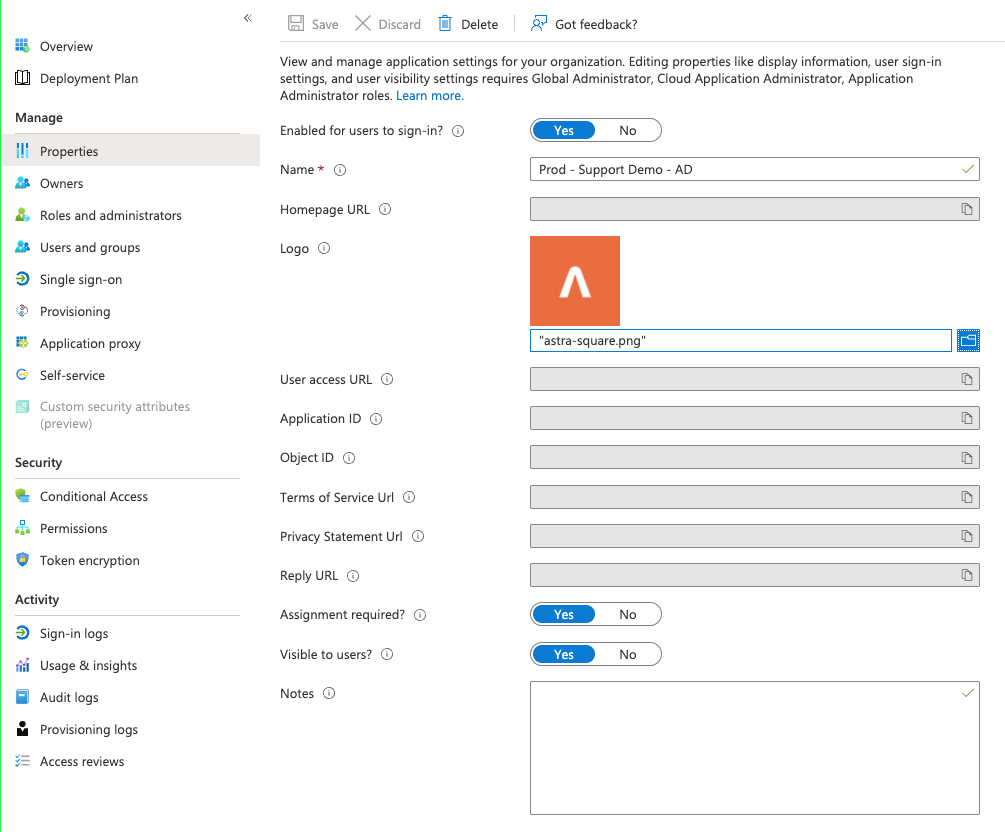 «
Overview
Deployment Plan
Manage
Properties
Owners
Roles and administrators
Users and groups
Single sign-on
Provisioning
Application proxy
Self-service
Custom security attributes
(preview)
Security
Conditional Access
Permissions
Token encryption
Activity
Sign-in logs
Usage & insights
Audit logs
Provisioning logs
Access reviews
Save Discard Delete Got feedback?
View and manage application settings for your organization. Editing properties like display information, user sign-in
settings, and user visibility settings requires Global Administrator, Cloud Application Administrator, Application
Administrator roles. Learn more.
Enabled for users to sign-in? Yes No
Name * Prod - Support Demo - AD
Homepage URL
Logo
"astra-square.png"
User access URL
Application ID
Object ID
Terms of Service Url
Privacy Statement Url
Reply URL
Assignment required? Yes No
Visible to users? Yes No
Notes